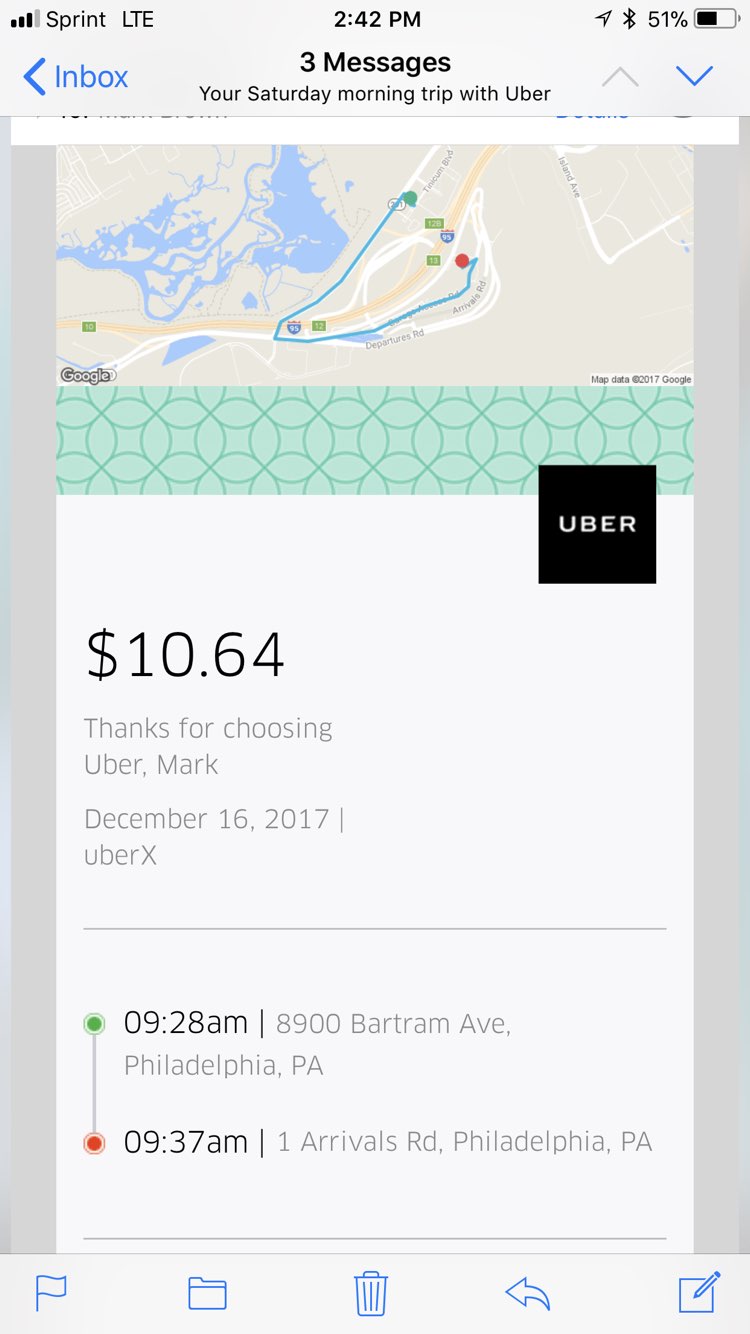 Sprint LTE 2:42 PM 51%
Inbox
3 Messages
Your Saturday morning trip with Uber
Tinicum Blvd
Island Ave
291
12B
95
13
Garage Access Rd
Arrivals Rd
10
95
12
Departures Rd
Google
Map data ©2017 Google
UBER
$10.64
Thanks for choosing
Uber, Mark
December 16, 2017 |
uberX
09:28am | 8900 Bartram Ave,
Philadelphia, PA
09:37am | 1 Arrivals Rd, Philadelphia, PA